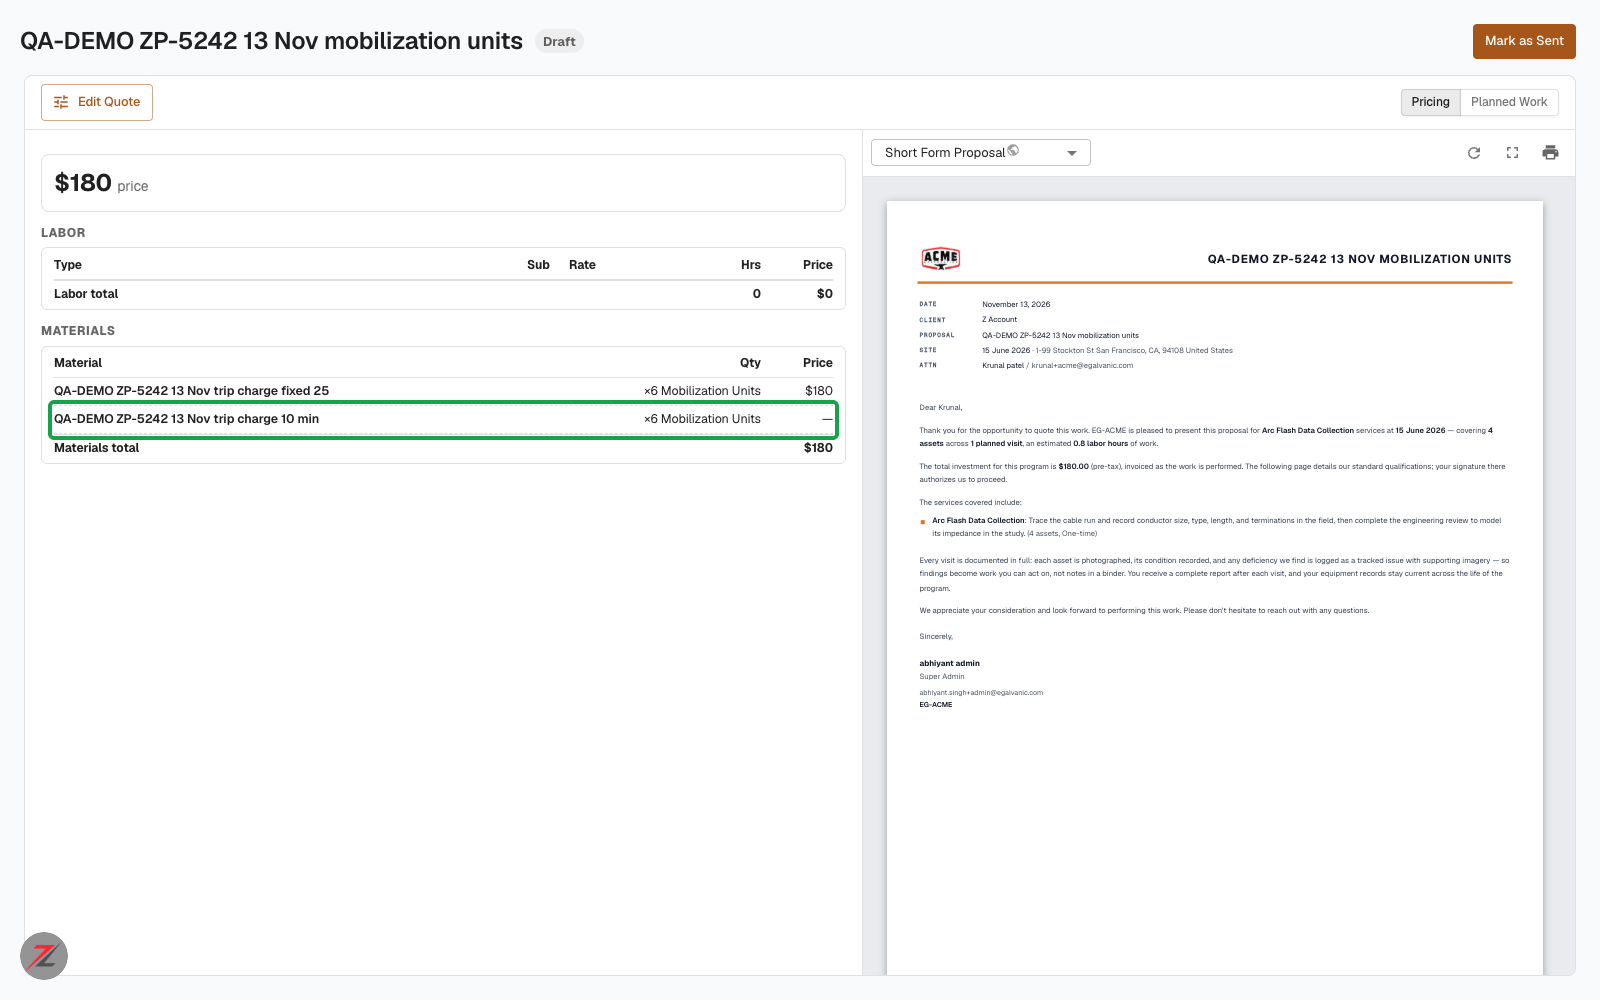 QA-DEMO ZP-5242 13 Nov mobilization units Draft
Mark as Sent
Edit Quote
Pricing Planned Work
$180 price
LABOR
Type Sub Rate Hrs Price
Labor total 0 $0
MATERIALS
Material Qty Price
QA-DEMO ZP-5242 13 Nov trip charge fixed 25 ×6 Mobilization Units $180
QA-DEMO ZP-5242 13 Nov trip charge 10 min ×6 Mobilization Units —
Materials total $180
Short Form Proposal
ACME
QA-DEMO ZP-5242 13 NOV MOBILIZATION UNITS
DATE November 13, 2026
CLIENT Z Account
PROPOSAL QA-DEMO ZP-5242 13 Nov mobilization units
SITE 15 June 2026 · 1-99 Stockton St San Francisco, CA, 94108 United States
ATTN Krunal patel / krunal+acme@egalvanic.com
Dear Krunal,
Thank you for the opportunity to quote this work. EG-ACME is pleased to present this proposal for Arc Flash Data Collection services at 15 June 2026 — covering 4
assets across 1 planned visit, an estimated 0.8 labor hours of work.
The total investment for this program is $180.00 (pre-tax), invoiced as the work is performed. The following page details our standard qualifications; your signature there
authorizes us to proceed.
The services covered include:
Arc Flash Data Collection: Trace the cable run and record conductor size, type, length, and terminations in the field, then complete the engineering review to model
its impedance in the study. (4 assets, One-time)
Every visit is documented in full: each asset is photographed, its condition recorded, and any deficiency we find is logged as a tracked issue with supporting imagery — so
findings become work you can act on, not notes in a binder. You receive a complete report after each visit, and your equipment records stay current across the life of the
program.
We appreciate your consideration and look forward to performing this work. Please don't hesitate to reach out with any questions.
Sincerely,
abhiyant admin
Super Admin
abhiyant.singh+admin@egalvanic.com
EG-ACME